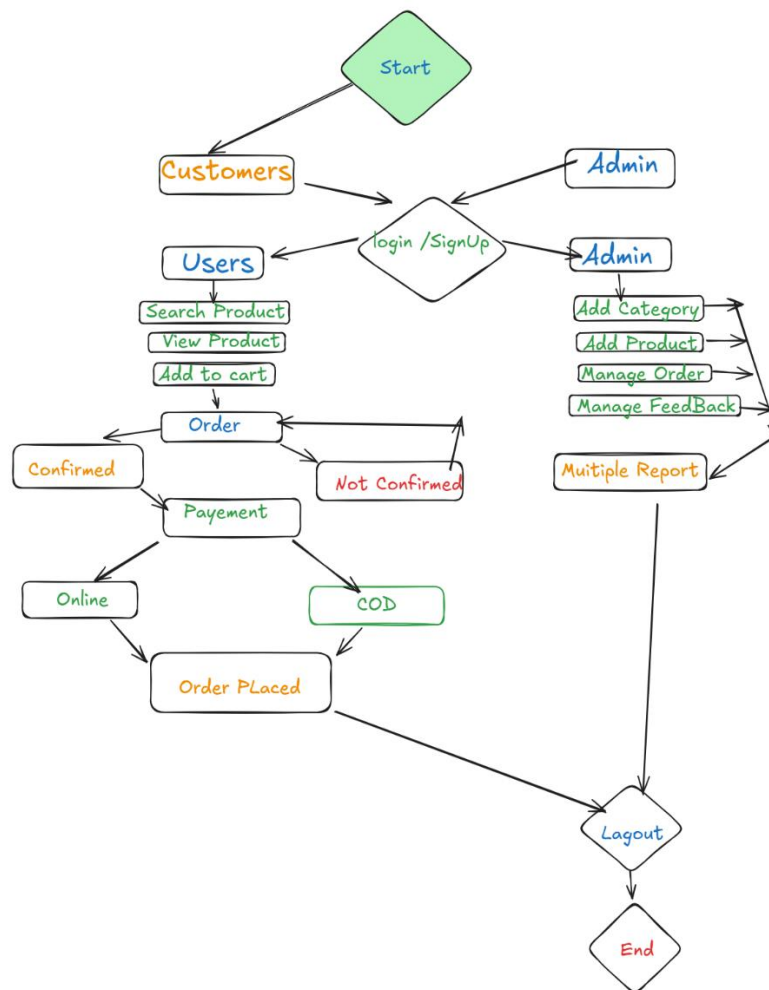 Start
Customers
Admin
login /SignUp
Users
Admin
Search Product
View Product
Add to cart
Order
Add Category
Add Product
Manage Order
Manage FeedBack
Confirmed
Not Confirmed
Muitiple Report
Payement
Online
COD
Order PLaced
Lagout
End